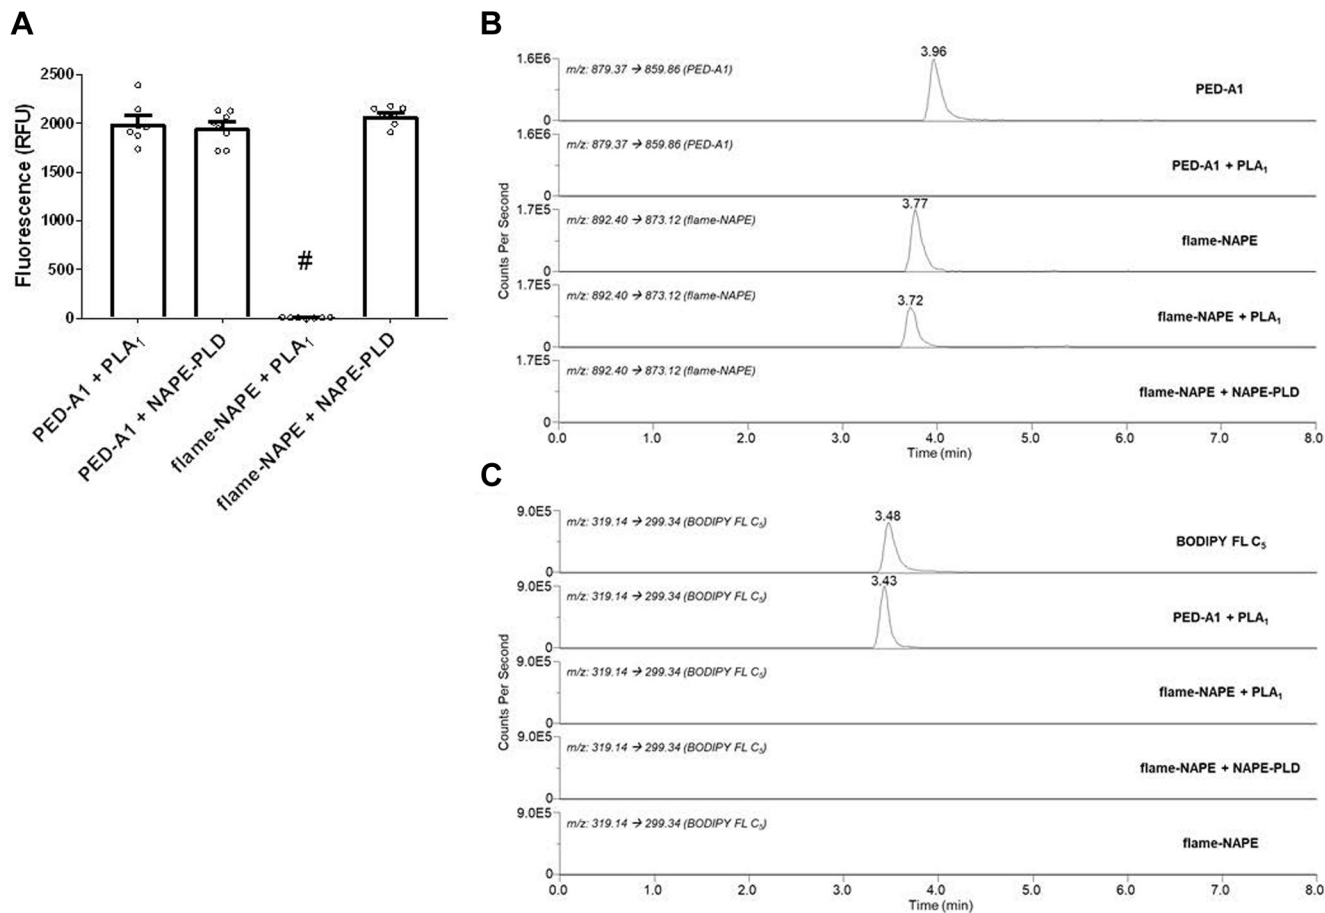 A
Fluorescence (RFU)
2500
2000
1500
1000
500
0
#
PED-A1 + PLA₁
PED-A1 + NAPE-PLD
flame-NAPE + PLA₁
flame-NAPE + NAPE-PLD
B
Counts Per Second
1.6E6
0
m/z: 879.37 → 859.86 (PED-A1)
3.96
PED-A1
1.6E6
0
m/z: 879.37 → 859.86 (PED-A1)
PED-A1 + PLA₁
1.7E5
0
m/z: 892.40 → 873.12 (flame-NAPE)
3.77
flame-NAPE
1.7E5
0
m/z: 892.40 → 873.12 (flame-NAPE)
3.72
flame-NAPE + PLA₁
1.7E5
0
m/z: 892.40 → 873.12 (flame-NAPE)
flame-NAPE + NAPE-PLD
0.0 1.0 2.0 3.0 4.0 5.0 6.0 7.0 8.0
Time (min)
C
Counts Per Second
9.0E5
0
m/z: 319.14 → 299.34 (BODIPY FL C₅)
3.48
BODIPY FL C₅
9.0E5
0
m/z: 319.14 → 299.34 (BODIPY FL C₅)
3.43
PED-A1 + PLA₁
9.0E5
0
m/z: 319.14 → 299.34 (BODIPY FL C₅)
flame-NAPE + PLA₁
9.0E5
0
m/z: 319.14 → 299.34 (BODIPY FL C₅)
flame-NAPE + NAPE-PLD
9.0E5
0
m/z: 319.14 → 299.34 (BODIPY FL C₅)
flame-NAPE
0.0 1.0 2.0 3.0 4.0 5.0 6.0 7.0 8.0
Time (min)